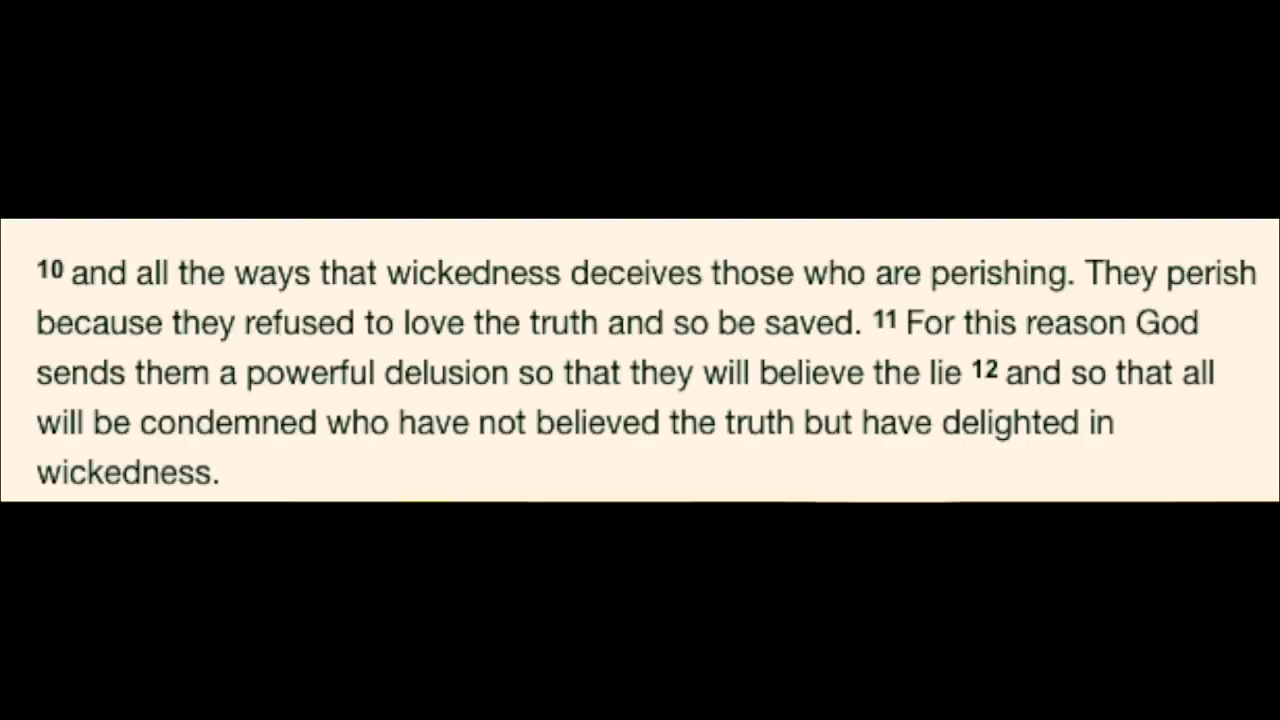 10 and all the ways that wickedness deceives those who are perishing. They perish
because they refused to love the truth and so be saved. 11 For this reason God
sends them a powerful delusion so that they will believe the lie 12 and so that all
will be condemned who have not believed the truth but have delighted in
wickedness.